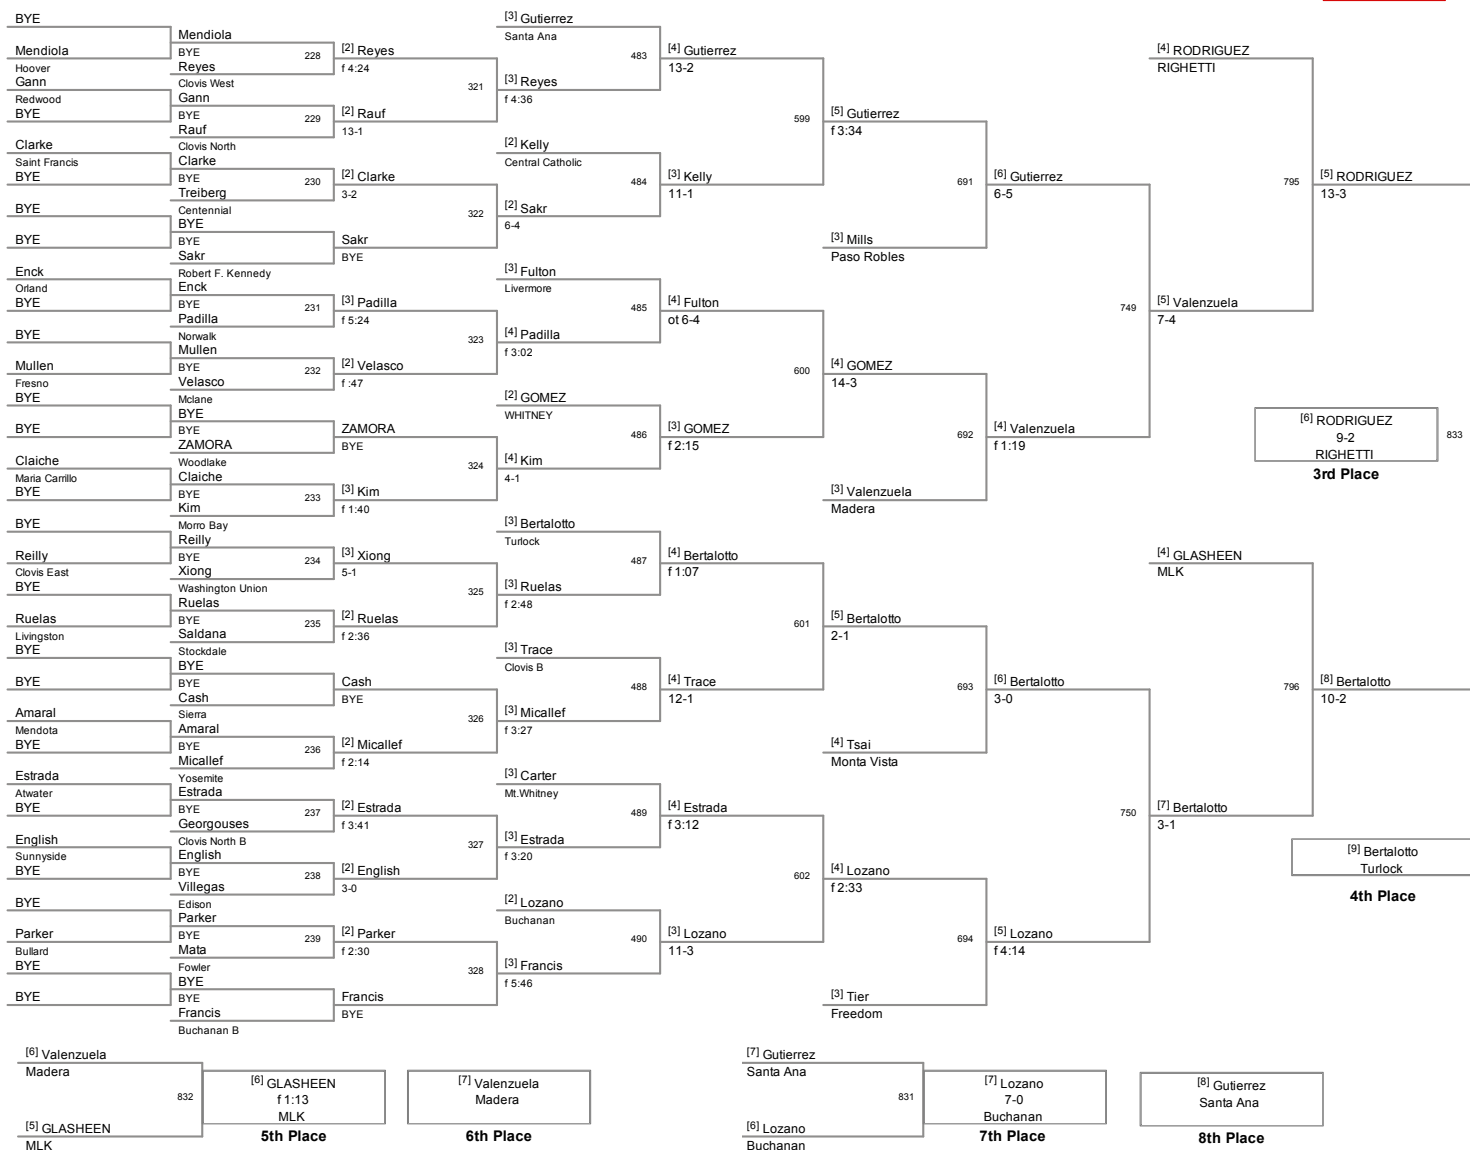 BYE
Mendiola
Hoover
Gann
Redwood
BYE
Clarke
Saint Francis
BYE
BYE
BYE
Enck
Orland
BYE
BYE
Mullen
Fresno
BYE
BYE
Claiche
Maria Carrillo
BYE
BYE
Reilly
Clovis East
BYE
Ruelas
Livingston
BYE
BYE
Amaral
Mendota
BYE
Estrada
Atwater
BYE
English
Sunnyside
BYE
BYE
Parker
Bullard
BYE
BYE
Mendiola
BYE
228
Reyes
Clovis West
Gann
BYE
229
Rauf
Clovis North
Clarke
BYE
230
Treiberg
Centennial
BYE
BYE
Sakr
Robert F. Kennedy
Enck
BYE
231
Padilla
Norwalk
Mullen
BYE
232
Velasco
Mclane
BYE
BYE
ZAMORA
Woodlake
Claiche
BYE
233
Kim
Morro Bay
Reilly
BYE
234
Xiong
Washington Union
Ruelas
BYE
235
Saldana
Stockdale
BYE
BYE
Cash
Sierra
Amaral
BYE
236
Micallef
Yosemite
Estrada
BYE
237
Georgouses
Clovis North B
English
BYE
238
Villegas
Edison
Parker
BYE
239
Mata
Fowler
BYE
BYE
Francis
Buchanan B
[2] Reyes
f 4:24
321
[2] Rauf
13-1
[2] Clarke
3-2
322
Sakr
BYE
[3] Padilla
f 5:24
323
[2] Velasco
f :47
ZAMORA
BYE
324
[3] Kim
f 1:40
[3] Xiong
5-1
325
[2] Ruelas
f 2:36
Cash
BYE
326
[2] Micallef
f 2:14
[2] Estrada
f 3:41
327
[2] English
3-0
[2] Parker
f 2:30
328
Francis
BYE
[3] Gutierrez
Santa Ana
483
[3] Reyes
f 4:36
[2] Kelly
Central Catholic
484
[2] Sakr
6-4
[3] Fulton
Livermore
485
[4] Padilla
f 3:02
[2] GOMEZ
WHITNEY
486
[4] Kim
4-1
[3] Bertalotto
Turlock
487
[3] Ruelas
f 2:48
[3] Trace
Clovis B
488
[3] Micallef
f 3:27
[3] Carter
Mt.Whitney
489
[3] Estrada
f 3:20
[2] Lozano
Buchanan
490
[3] Francis
f 5:46
[4] Gutierrez
13-2
599
[3] Kelly
11-1
[4] Fulton
ot 6-4
600
[3] GOMEZ
f 2:15
[4] Bertalotto
f 1:07
601
[4] Trace
12-1
[4] Estrada
f 3:12
602
[3] Lozano
11-3
[5] Gutierrez
f 3:34
691
[3] Mills
Paso Robles
[4] GOMEZ
14-3
692
[3] Valenzuela
Madera
[5] Bertalotto
2-1
693
[4] Tsai
Monta Vista
[4] Lozano
f 2:33
694
[3] Tier
Freedom
[6] Gutierrez
6-5
749
[4] Valenzuela
f 1:19
[6] Bertalotto
3-0
750
[5] Lozano
f 4:14
[4] RODRIGUEZ
RIGHETTI
795
[5] Valenzuela
7-4
[4] GLASHEEN
MLK
796
[7] Bertalotto
3-1
[5] RODRIGUEZ
13-3
[6] RODRIGUEZ
9-2
RIGHETTI
833
3rd Place
[8] Bertalotto
10-2
[9] Bertalotto
Turlock
4th Place
[6] Valenzuela
Madera
832
[5] GLASHEEN
MLK
[6] GLASHEEN
f 1:13
MLK
5th Place
[7] Valenzuela
Madera
6th Place
[7] Gutierrez
Santa Ana
831
[6] Lozano
Buchanan
[7] Lozano
7-0
Buchanan
7th Place
[8] Gutierrez
Santa Ana
8th Place